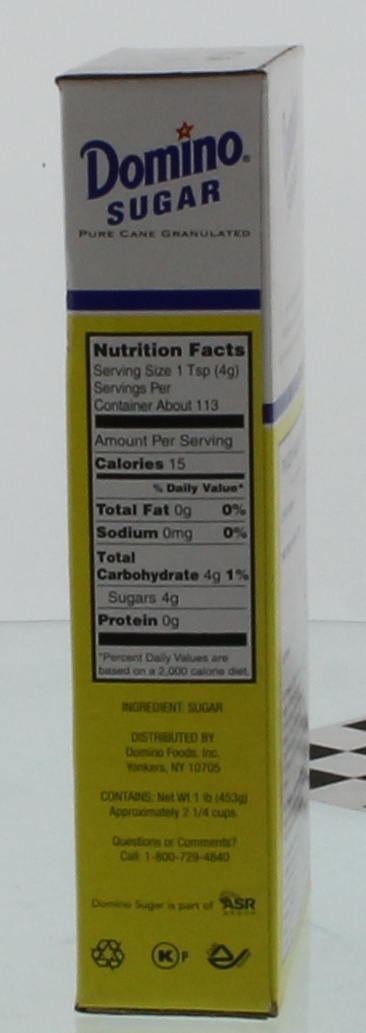 Domino®
SUGAR
PURE CANE GRANULATED
Nutrition Facts
Serving Size 1 Tsp (4g)
Servings Per
Container About 113
Amount Per Serving
Calories 15
% Daily Value*
Total Fat 0g 0%
Sodium 0mg 0%
Total
Carbohydrate 4g 1%
Sugars 4g
Protein 0g
*Percent Daily Values are
based on a 2,000 calorie diet.
INGREDIENT: SUGAR
DISTRIBUTED BY
Domino Foods, Inc.
Yonkers, NY 10705
CONTAINS: Net Wt 1 lb (453g)
Approximately 2 1/4 cups
Questions or Comments?
Call: 1-800-729-4840
Domino Sugar is part of ASR
GROUP
K P